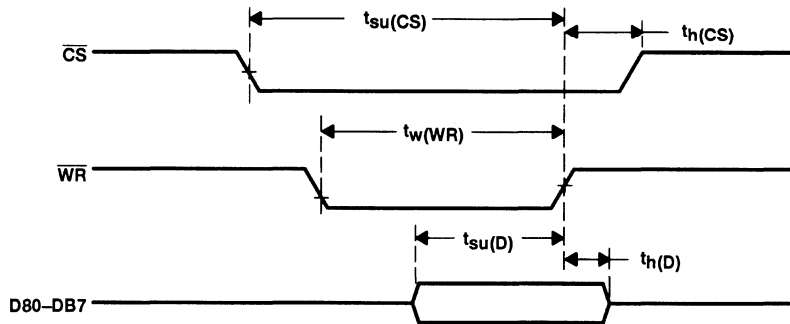 tsu(CS)
th(CS)
CS
tw(WR)
WR
tsu(D)
th(D)
D80–DB7